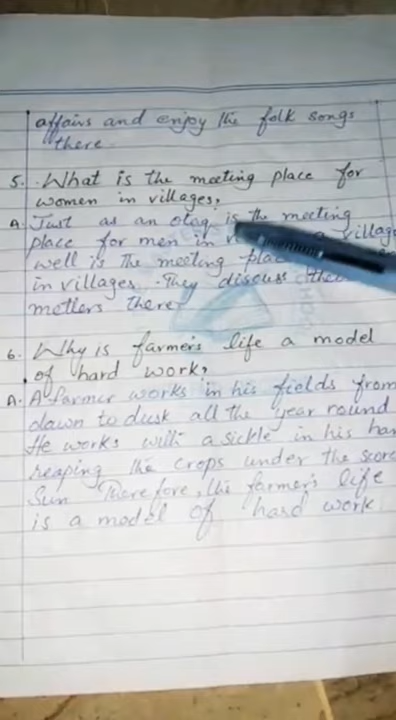 affairs and enjoy the folk songs
there.
5. What is the meeting place for
women in villages,
A. Just as an otaq is the meeting
place for men in a village
well is the meeting
in villages. They discuss
metlers there
6. Why is farmer's life a model
of hard work,
A. A farmer works in his fields from
dawn to dusk all the year round
He works with a sickle in his
reaping the crops under the
Sun Therefore, the farmer's life
is a model of hard work